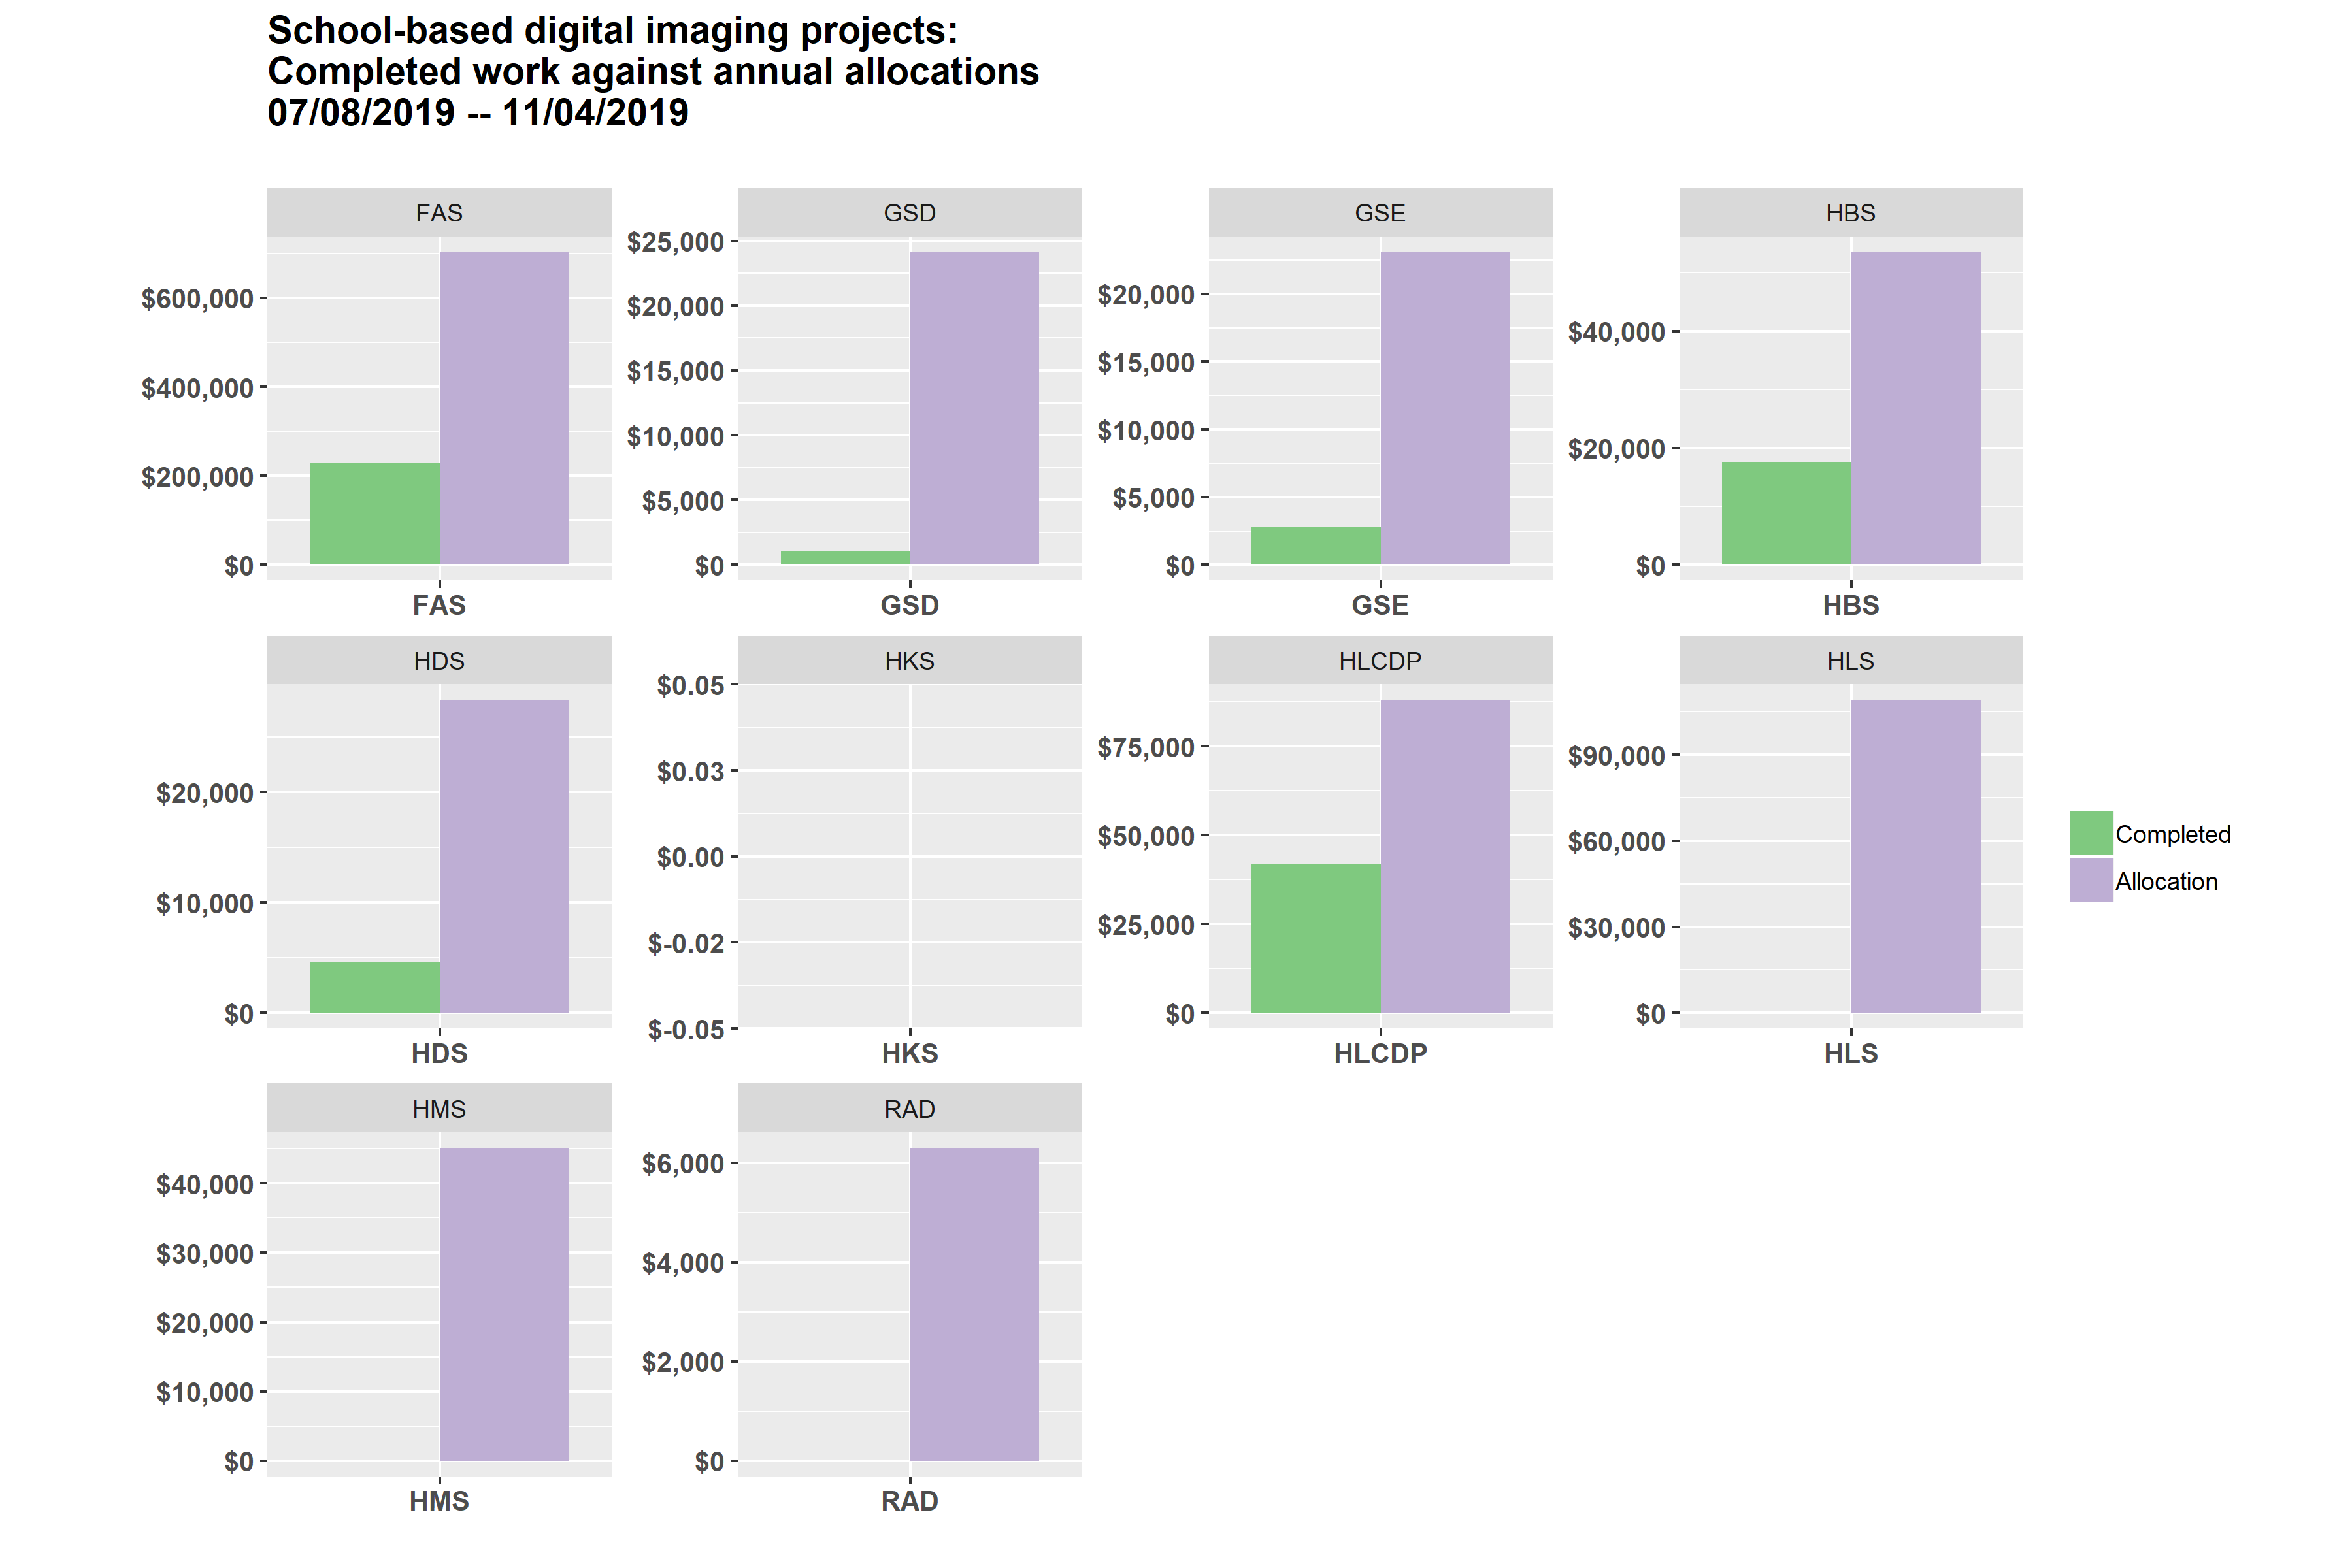 School-based digital imaging projects:
Completed work against annual allocations
07/08/2019 -- 11/04/2019
FAS
$600,000
$400,000
$200,000
$0
FAS
GSD
$25,000
$20,000
$15,000
$10,000
$5,000
$0
GSD
GSE
$20,000
$15,000
$10,000
$5,000
$0
GSE
HBS
$40,000
$20,000
$0
HBS
HDS
$20,000
$10,000
$0
HDS
HKS
$0.05
$0.03
$0.00
$-0.02
$-0.05
HKS
HLCDP
$75,000
$50,000
$25,000
$0
HLCDP
HLS
$90,000
$60,000
$30,000
$0
HLS
Completed
Allocation
HMS
$40,000
$30,000
$20,000
$10,000
$0
HMS
RAD
$6,000
$4,000
$2,000
$0
RAD